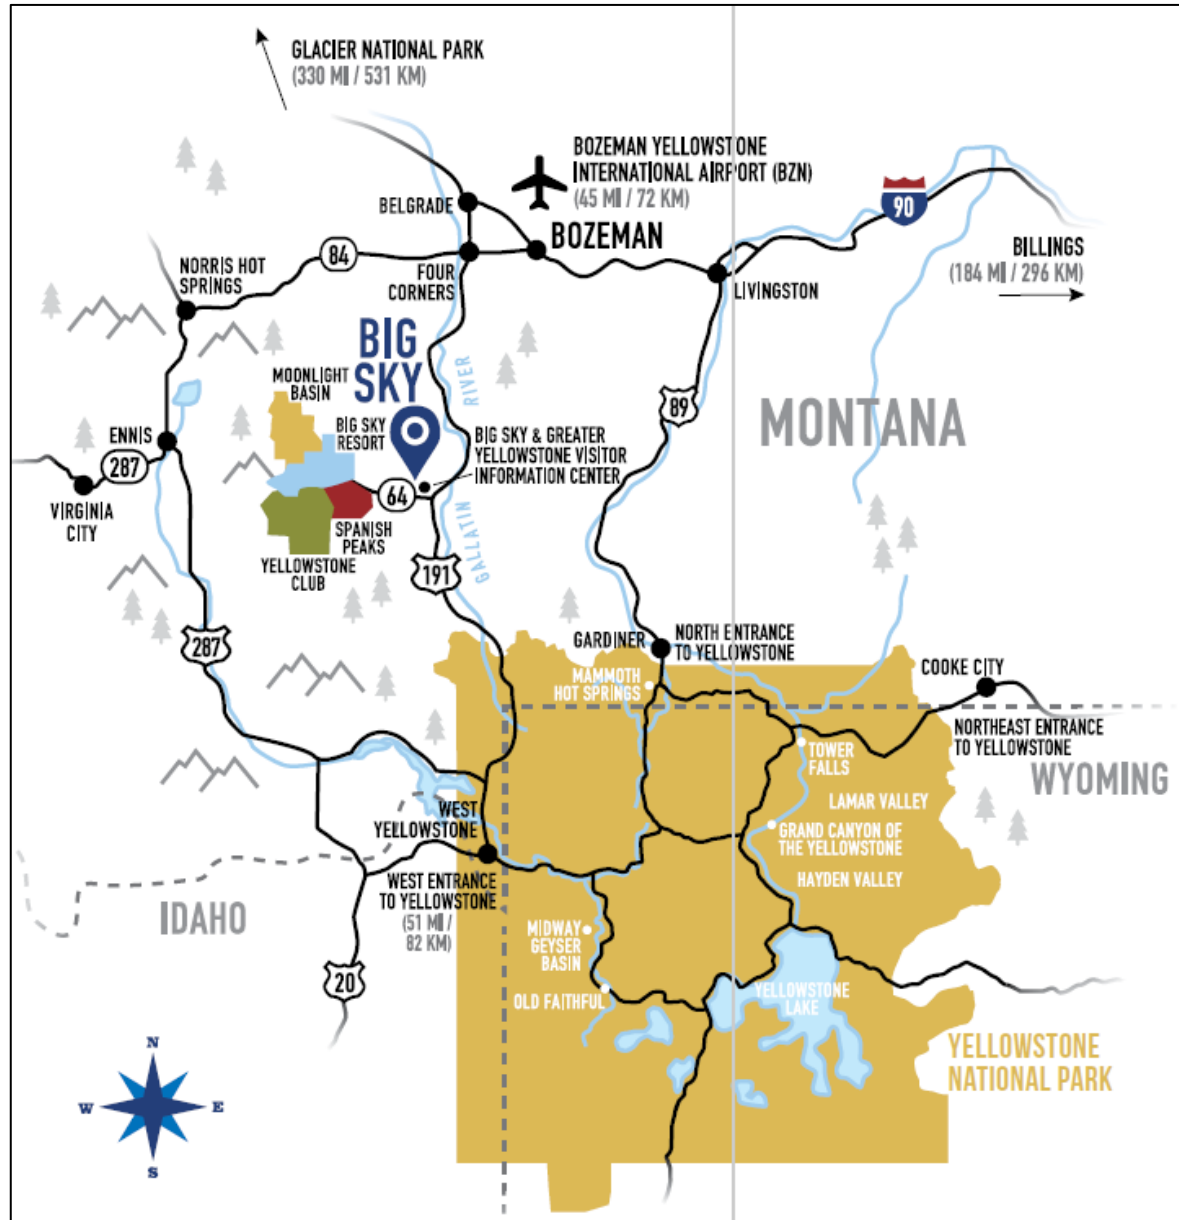 GLACIER NATIONAL PARK
(330 MI / 531 KM)
BOZEMAN YELLOWSTONE
INTERNATIONAL AIRPORT (BZN)
(45 MI / 72 KM)
BELGRADE
90
BOZEMAN
84
FOUR
CORNERS
BILLINGS
(184 MI / 296 KM)
NORRIS HOT
SPRINGS
LIVINGSTON
BIG
SKY
MOONLIGHT
BASIN
RIVER
89
MONTANA
BIG SKY
RESORT
BIG SKY & GREATER
YELLOWSTONE VISITOR
INFORMATION CENTER
ENNIS
287
VIRGINIA
CITY
64
SPANISH
PEAKS
YELLOWSTONE
CLUB
GALLATIN
191
287
GARDINER
NORTH ENTRANCE
TO YELLOWSTONE
MAMMOTH
HOT SPRINGS
COOKE CITY
NORTHEAST ENTRANCE
TO YELLOWSTONE
TOWER
FALLS
WYOMING
LAMAR VALLEY
WEST
YELLOWSTONE
GRAND CANYON OF
THE YELLOWSTONE
WEST ENTRANCE
TO YELLOWSTONE
(51 MI /
82 KM)
HAYDEN VALLEY
IDAHO
MIDWAY
GEYSER
BASIN
20
OLD FAITHFUL
YELLOWSTONE
LAKE
YELLOWSTONE
NATIONAL PARK
N
W
E
S